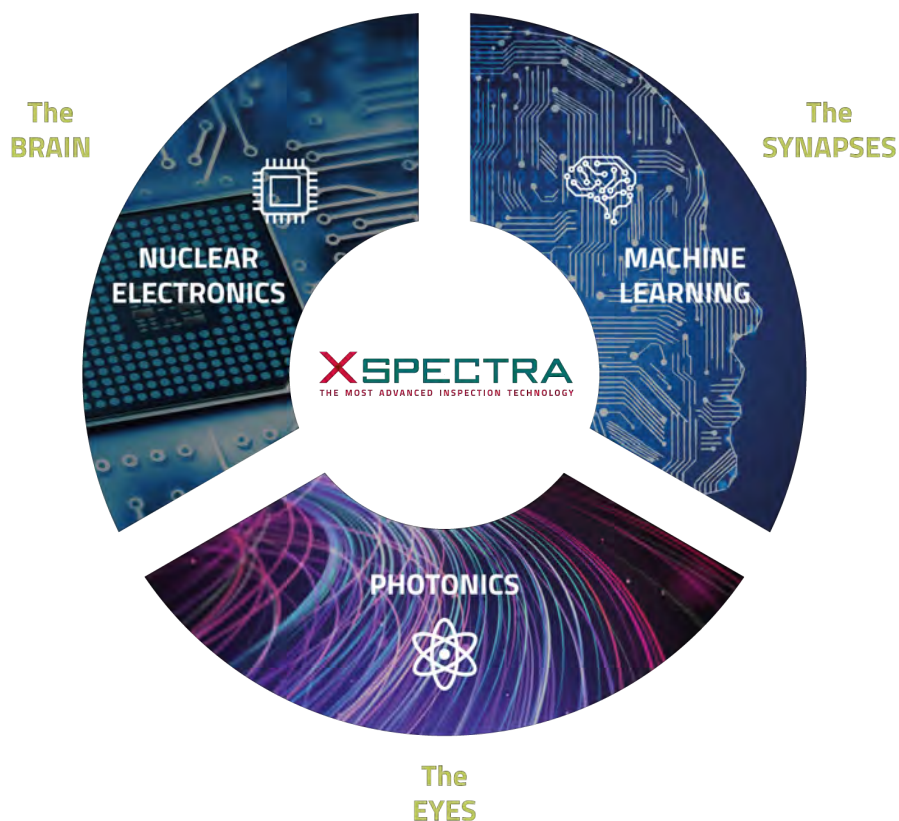 The
BRAIN
The
SYNAPSES
NUCLEAR
ELECTRONICS
MACHINE
LEARNING
XSPECTRA
THE MOST ADVANCED INSPECTION TECHNOLOGY
PHOTONICS
The
EYES